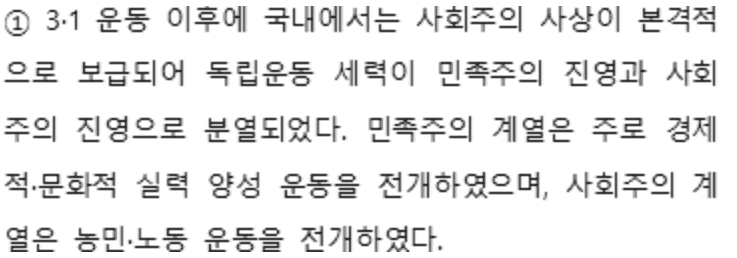 ① 3·1 운동 이후에 국내에서는 사회주의 사상이 본격적
으로 보급되어 독립운동 세력이 민족주의 진영과 사회
주의 진영으로 분열되었다. 민족주의 계열은 주로 경제
적·문화적 실력 양성 운동을 전개하였으며, 사회주의 계
열은 농민·노동 운동을 전개하였다.